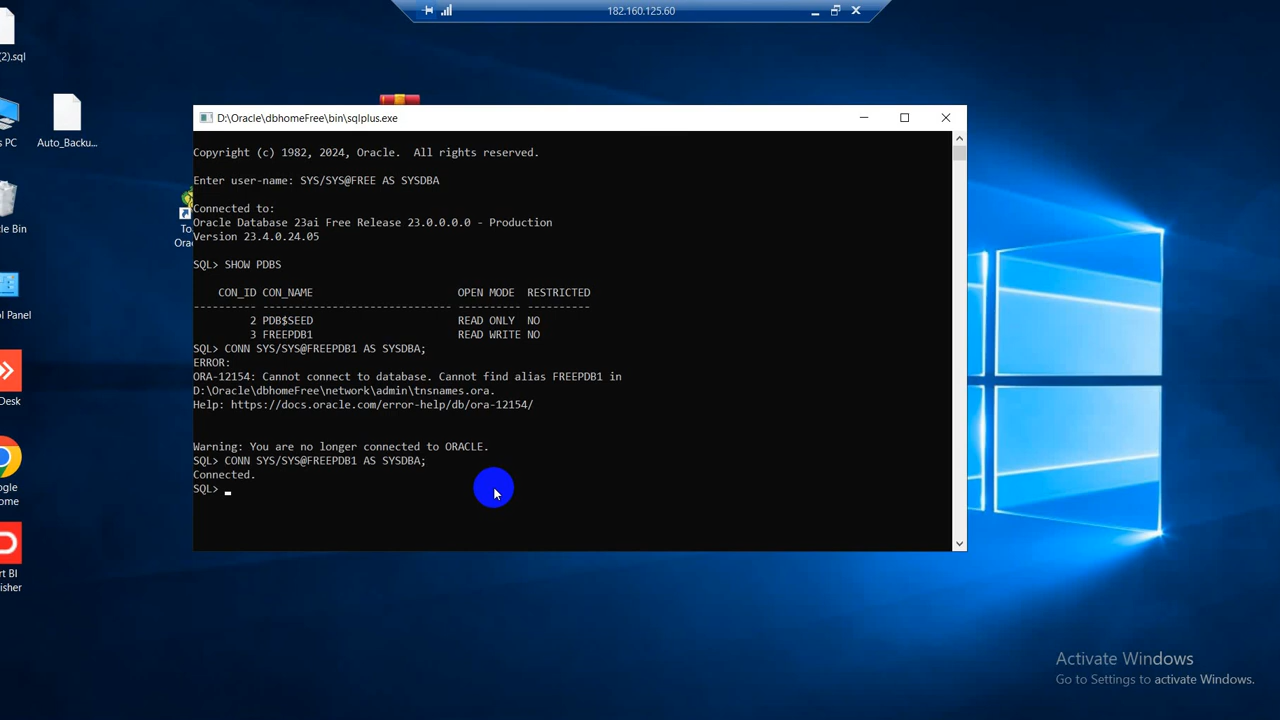 182.160.125.60
(2).sql
s PC
Auto_Backu...
le Bin
To
Orac
l Panel
Desk
gle
ome
rt BI
isher
D:\Oracle\dbhomeFree\bin\sqlplus.exe
Copyright (c) 1982, 2024, Oracle.  All rights reserved.
Enter user-name: SYS/SYS@FREE AS SYSDBA
Connected to:
Oracle Database 23ai Free Release 23.0.0.0.0 - Production
Version 23.4.0.24.05
SQL> SHOW PDBS
CON_ID CON_NAME                       OPEN MODE  RESTRICTED
---------- ------------------------------ ---------- ----------
2 PDB$SEED                       READ ONLY  NO
3 FREEPDB1                       READ WRITE NO
SQL> CONN SYS/SYS@FREEPDB1 AS SYSDBA;
ERROR:
ORA-12154: Cannot connect to database. Cannot find alias FREEPDB1 in
D:\Oracle\dbhomeFree\network\admin\tnsnames.ora.
Help: https://docs.oracle.com/error-help/db/ora-12154/
Warning: You are no longer connected to ORACLE.
SQL> CONN SYS/SYS@FREEPDB1 AS SYSDBA;
Connected.
SQL>
Activate Windows
Go to Settings to activate Windows.